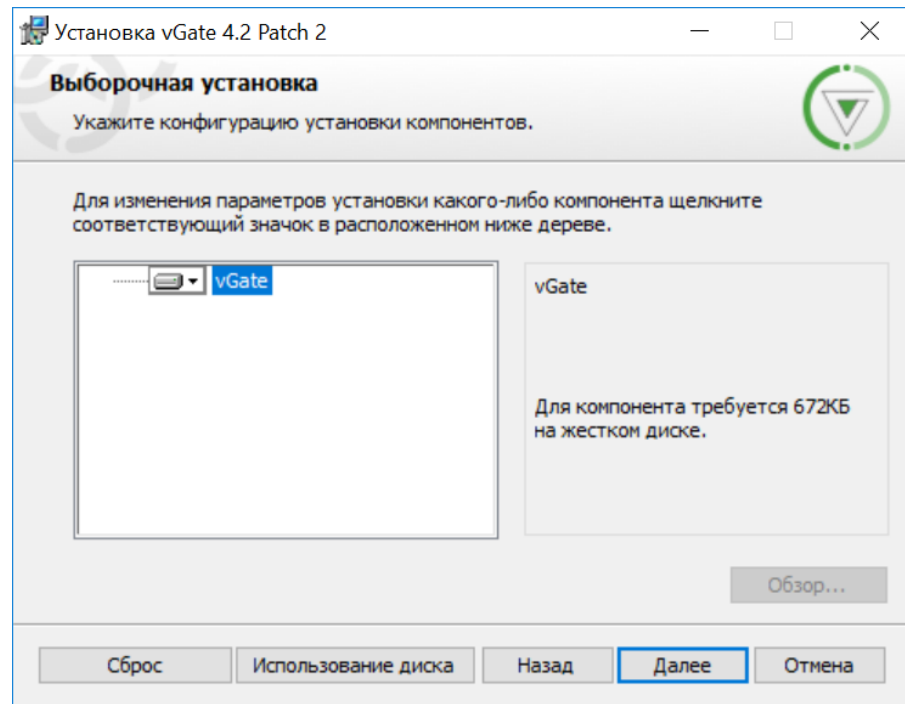 Установка vGate 4.2 Patch 2
Выборочная установка
Укажите конфигурацию установки компонентов.
Для изменения параметров установки какого-либо компонента щелкните
соответствующий значок в расположенном ниже дереве.
vGate
vGate
Для компонента требуется 672КБ
на жестком диске.
Обзор...
Сброс
Использование диска
Назад
Далее
Отмена